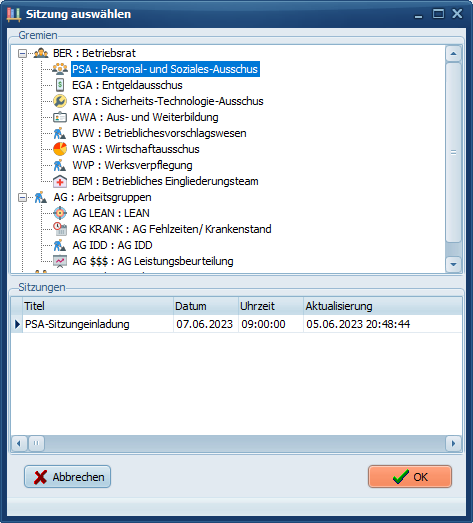 Sitzung auswählen
Gremien
BER : Betriebsrat
PSA : Personal- und Soziales-Ausschus
EGA : Entgeldausschus
STA : Sicherheits-Technologie-Ausschus
AWA : Aus- und Weiterbildung
BVW : Betrieblichesvorschlagswesen
WAS : Wirtschaftausschus
WVP : Werksverpflegung
BEM : Betriebliches Eingliederungsteam
AG : Arbeitsgruppen
AG LEAN : LEAN
AG KRANK : AG Fehlzeiten/ Krankenstand
AG IDD : AG IDD
AG $$$ : AG Leistungsbeurteilung
Sitzungen
Titel Datum Uhrzeit Aktualisierung
PSA-Sitzungeinladung 07.06.2023 09:00:00 05.06.2023 20:48:44
Abbrechen OK